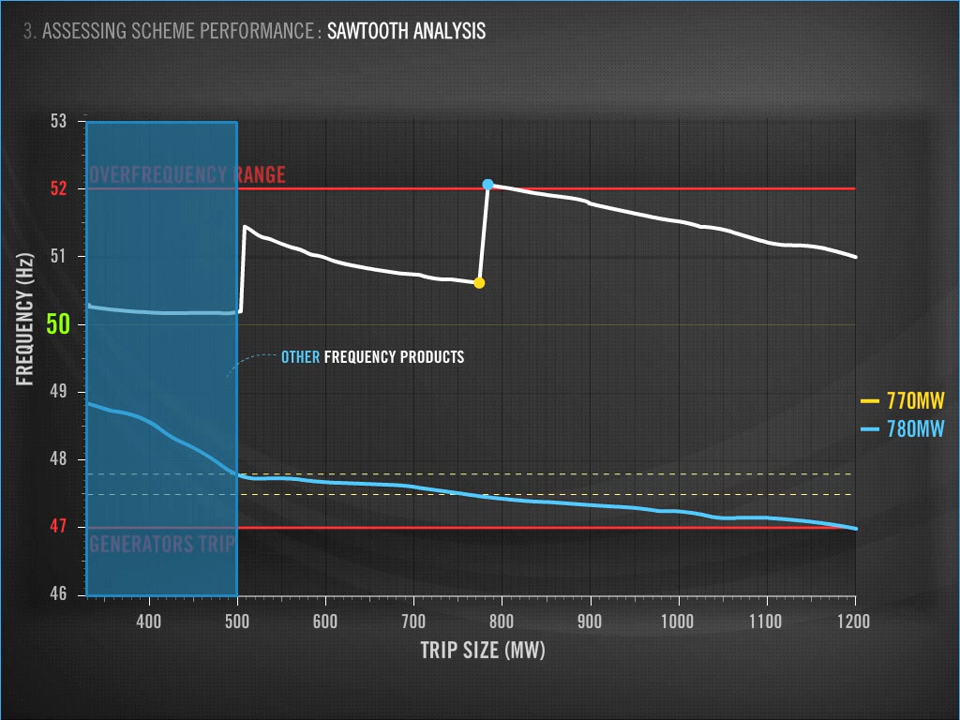 3. ASSESSING SCHEME PERFORMANCE : SAWTOOTH ANALYSIS
53
OVERFREQUENCY RANGE
52
51
50
OTHER FREQUENCY PRODUCTS
49
770MW
780MW
48
47
GENERATORS TRIP
46
FREQUENCY (Hz)
400 500 600 700 800 900 1000 1100 1200
TRIP SIZE (MW)